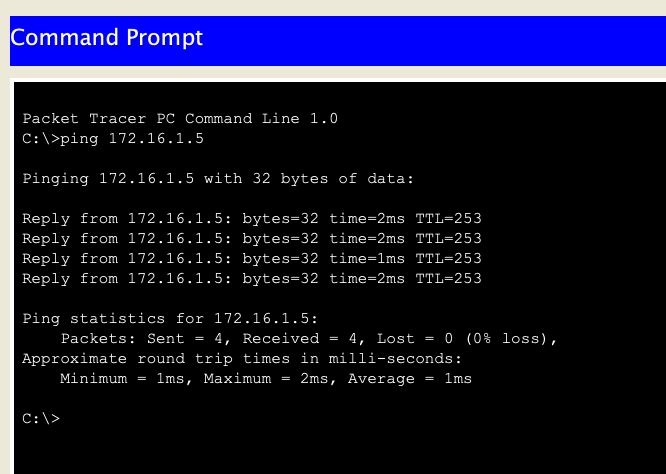 Command Prompt
Packet Tracer PC Command Line 1.0
C:\>ping 172.16.1.5
Pinging 172.16.1.5 with 32 bytes of data:
Reply from 172.16.1.5: bytes=32 time=2ms TTL=253
Reply from 172.16.1.5: bytes=32 time=2ms TTL=253
Reply from 172.16.1.5: bytes=32 time=1ms TTL=253
Reply from 172.16.1.5: bytes=32 time=2ms TTL=253
Ping statistics for 172.16.1.5:
Packets: Sent = 4, Received = 4, Lost = 0 (0% loss),
Approximate round trip times in milli-seconds:
Minimum = 1ms, Maximum = 2ms, Average = 1ms
C:\>